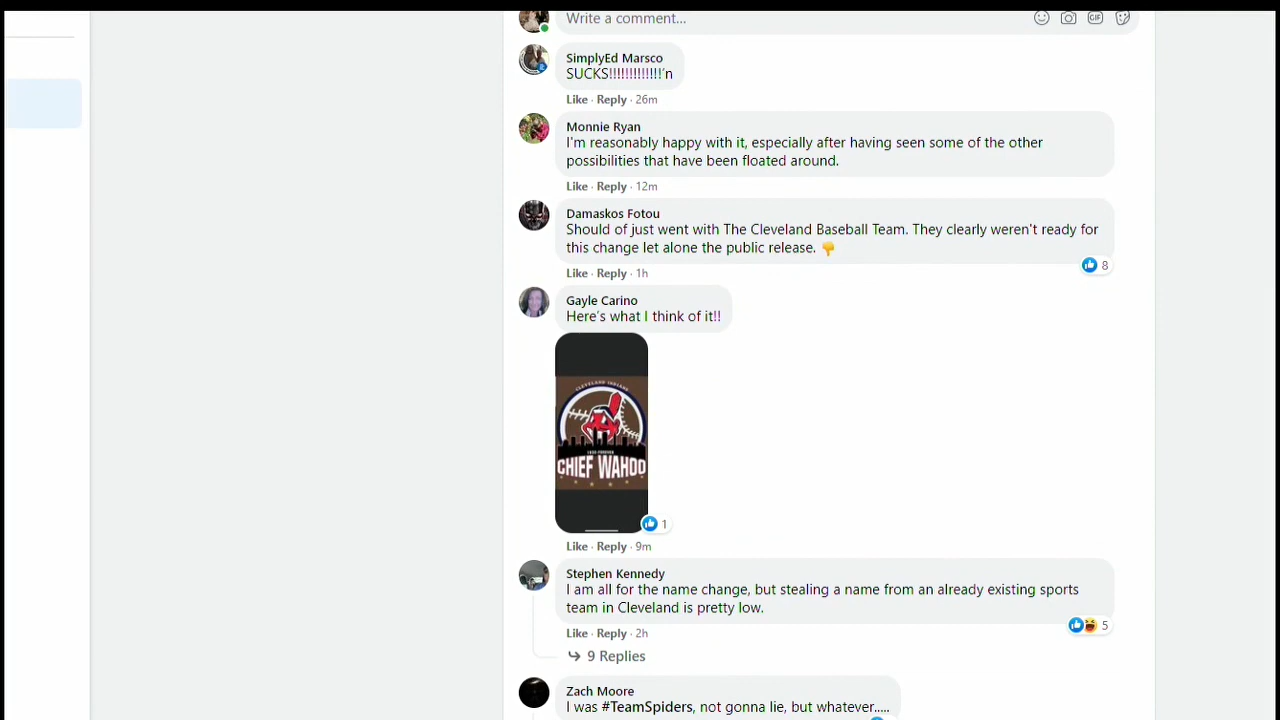 Write a comment...
GIF
SimplyEd Marsco
SUCKS!!!!!!!!!!!!!'n
Like · Reply · 26m
Monnie Ryan
I'm reasonably happy with it, especially after having seen some of the other
possibilities that have been floated around.
Like · Reply · 12m
Damaskos Fotou
Should of just went with The Cleveland Baseball Team. They clearly weren't ready for
this change let alone the public release. 👇
8
Like · Reply · 1h
Gayle Carino
Here's what I think of it!!
CLEVELAND INDIANS
CHIEF WAHOO
1
Like · Reply · 9m
Stephen Kennedy
I am all for the name change, but stealing a name from an already existing sports
team in Cleveland is pretty low.
5
Like · Reply · 2h
9 Replies
Zach Moore
I was #TeamSpiders, not gonna lie, but whatever.....